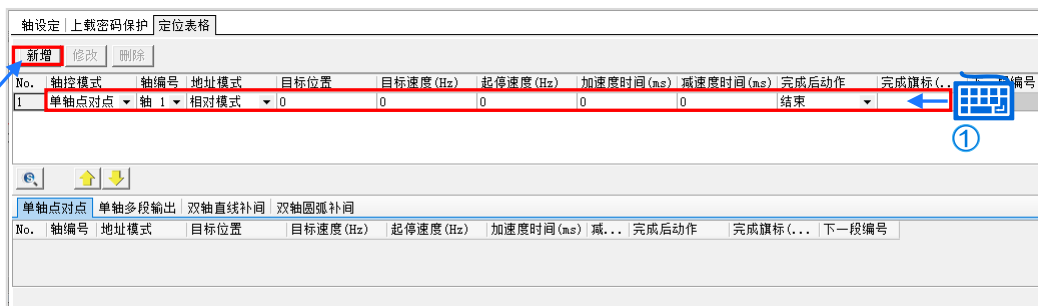 轴设定 上载密码保护 定位表格
新增 修改 删除
No. 轴控模式 轴编号 地址模式 目标位置 目标速度(Hz) 起停速度(Hz) 加速度时间(ms) 减速度时间(ms) 完成后动作 完成旗标(... 下一段编号
1 单轴点对点 轴 1 相对模式 0 0 0 0 0 结束
①
单轴点对点 单轴多段输出 双轴直线补间 双轴圆弧补间
No. 轴编号 地址模式 目标位置 目标速度(Hz) 起停速度(Hz) 加速度时间(ms) 减... 完成后动作 完成旗标(... 下一段编号